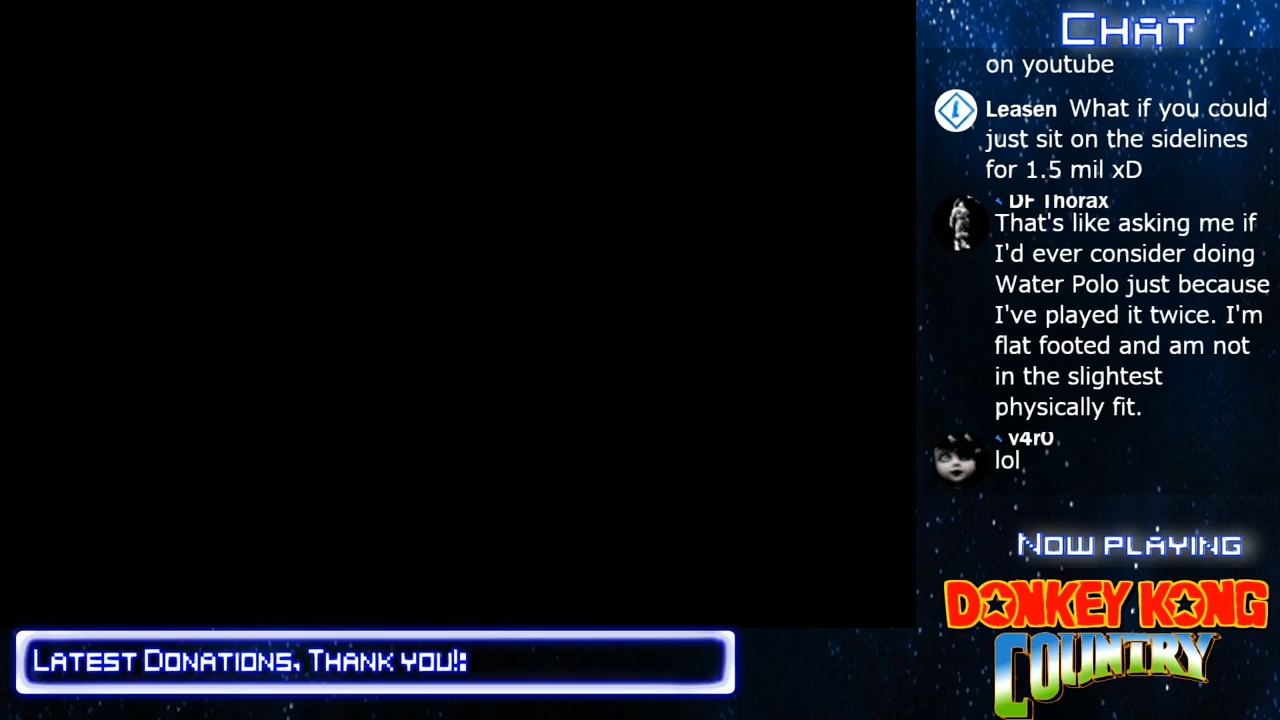 CHAT
on youtube
Leasen What if you could
just sit on the sidelines
for 1.5 mil xD
DF Thorax
That's like asking me if
I'd ever consider doing
Water Polo just because
I've played it twice. I'm
flat footed and am not
in the slightest
physically fit.
v4r0
lol
NOW PLAYING
DONKEY KONG
COUNTRY
LATEST DONATIONS, THANK YOU!: